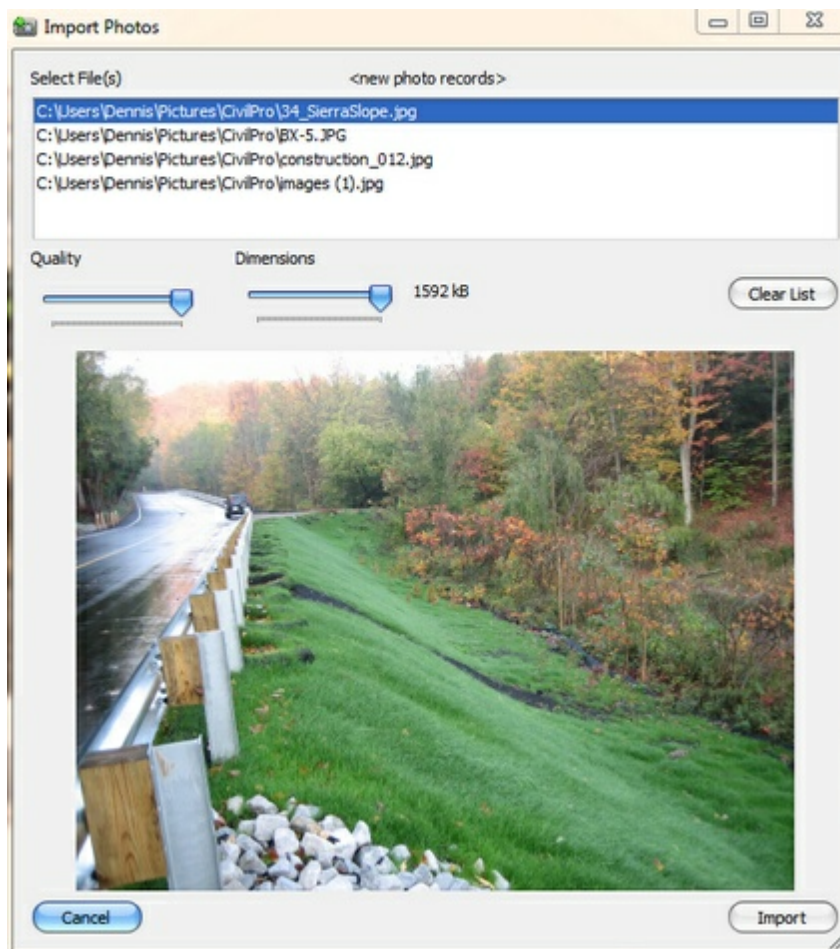 Import Photos
Select File(s) <new photo records>
C:\Users\Dennis\Pictures\CivilPro\34_SierraSlope.jpg
C:\Users\Dennis\Pictures\CivilPro\BX-5.JPG
C:\Users\Dennis\Pictures\CivilPro\construction_012.jpg
C:\Users\Dennis\Pictures\CivilPro\images (1).jpg
Quality Dimensions
1592 kB
Clear List
Cancel Import